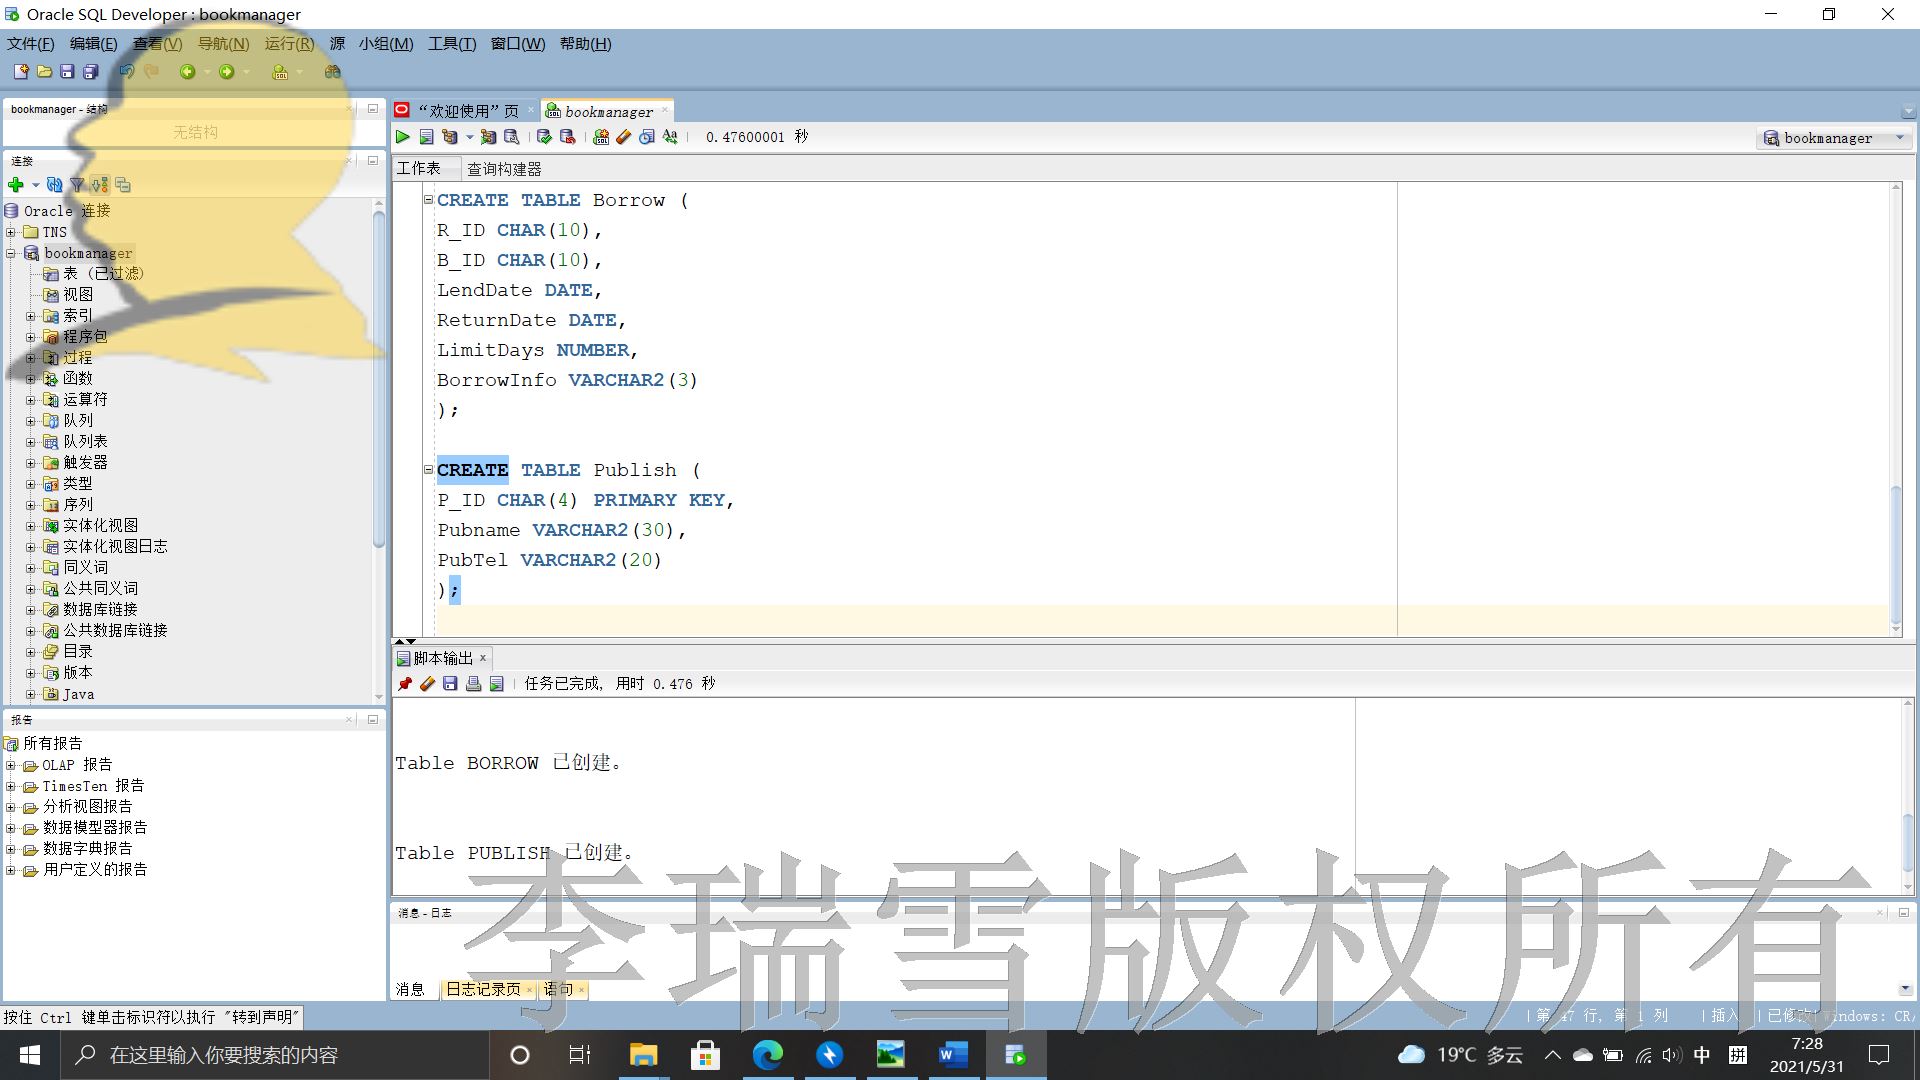 Oracle SQL Developer : bookmanager
文件(F) 编辑(E) 查看(V) 导航(N) 运行(R) 源 小组(M) 工具(T) 窗口(W) 帮助(H)
bookmanager - 结构
无结构
连接
Oracle 连接
TNS
bookmanager
表 (已过滤)
视图
索引
程序包
过程
函数
运算符
队列
队列表
触发器
类型
序列
实体化视图
实体化视图日志
同义词
公共同义词
数据库链接
公共数据库链接
目录
版本
Java
报告
所有报告
OLAP 报告
TimesTen 报告
分析视图报告
数据模型器报告
数据字典报告
用户定义的报告
“欢迎使用”页 bookmanager
0.47600001 秒
bookmanager
工作表 查询构建器
CREATE TABLE Borrow (
R_ID CHAR(10),
B_ID CHAR(10),
LendDate DATE,
ReturnDate DATE,
LimitDays NUMBER,
BorrowInfo VARCHAR2(3)
);
CREATE TABLE Publish (
P_ID CHAR(4) PRIMARY KEY,
Pubname VARCHAR2(30),
PubTel VARCHAR2(20)
);
脚本输出
任务已完成, 用时 0.476 秒
Table BORROW 已创建。
Table PUBLISH 已创建。
李瑞雪版权所有
消息 - 日志
消息 日志记录页 语句
按住 Ctrl 键单击标识符以执行 "转到声明"
第 47 行, 第 1 列 插入 已修改 Windows: CR/
在这里输入你要搜索的内容
19℃ 多云
中 拼
7:28
2021/5/31